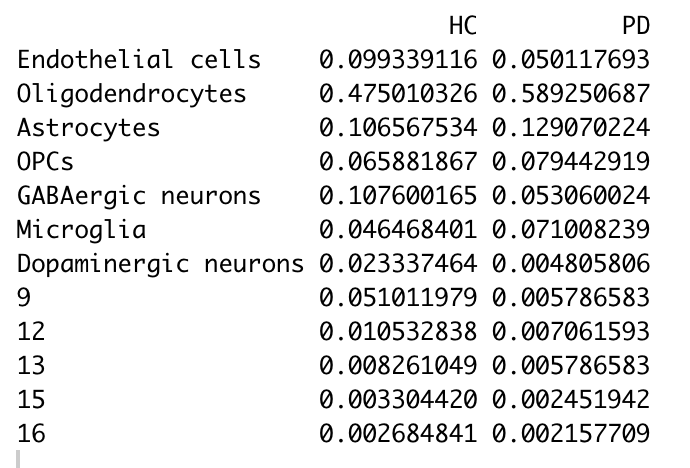 HC PD
Endothelial cells 0.099339116 0.050117693
Oligodendrocytes 0.475010326 0.589250687
Astrocytes 0.106567534 0.129070224
OPCs 0.065881867 0.079442919
GABAergic neurons 0.107600165 0.053060024
Microglia 0.046468401 0.071008239
Dopaminergic neurons 0.023337464 0.004805806
9 0.051011979 0.005786583
12 0.010532838 0.007061593
13 0.008261049 0.005786583
15 0.003304420 0.002451942
16 0.002684841 0.002157709